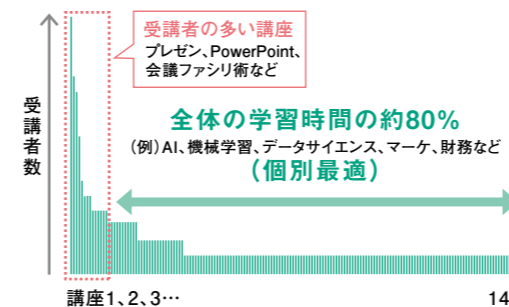 受講者の多い講座
プレゼン、PowerPoint、
会議ファシリ術など
受講者数
全体の学習時間の約80%
（例）AI、機械学習、データサイエンス、マーケ、財務など
（個別最適）
講座1、2、3…
14